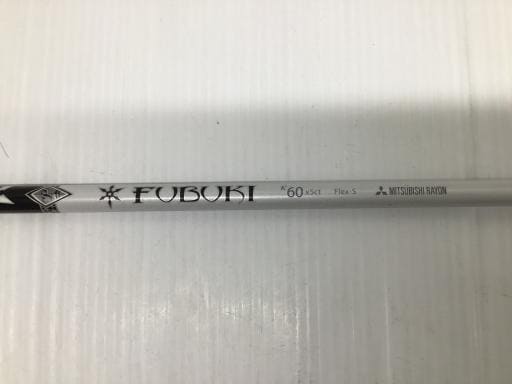 FUBUKI K 60 x5ct Flex-S MITSUBISHI RAYON